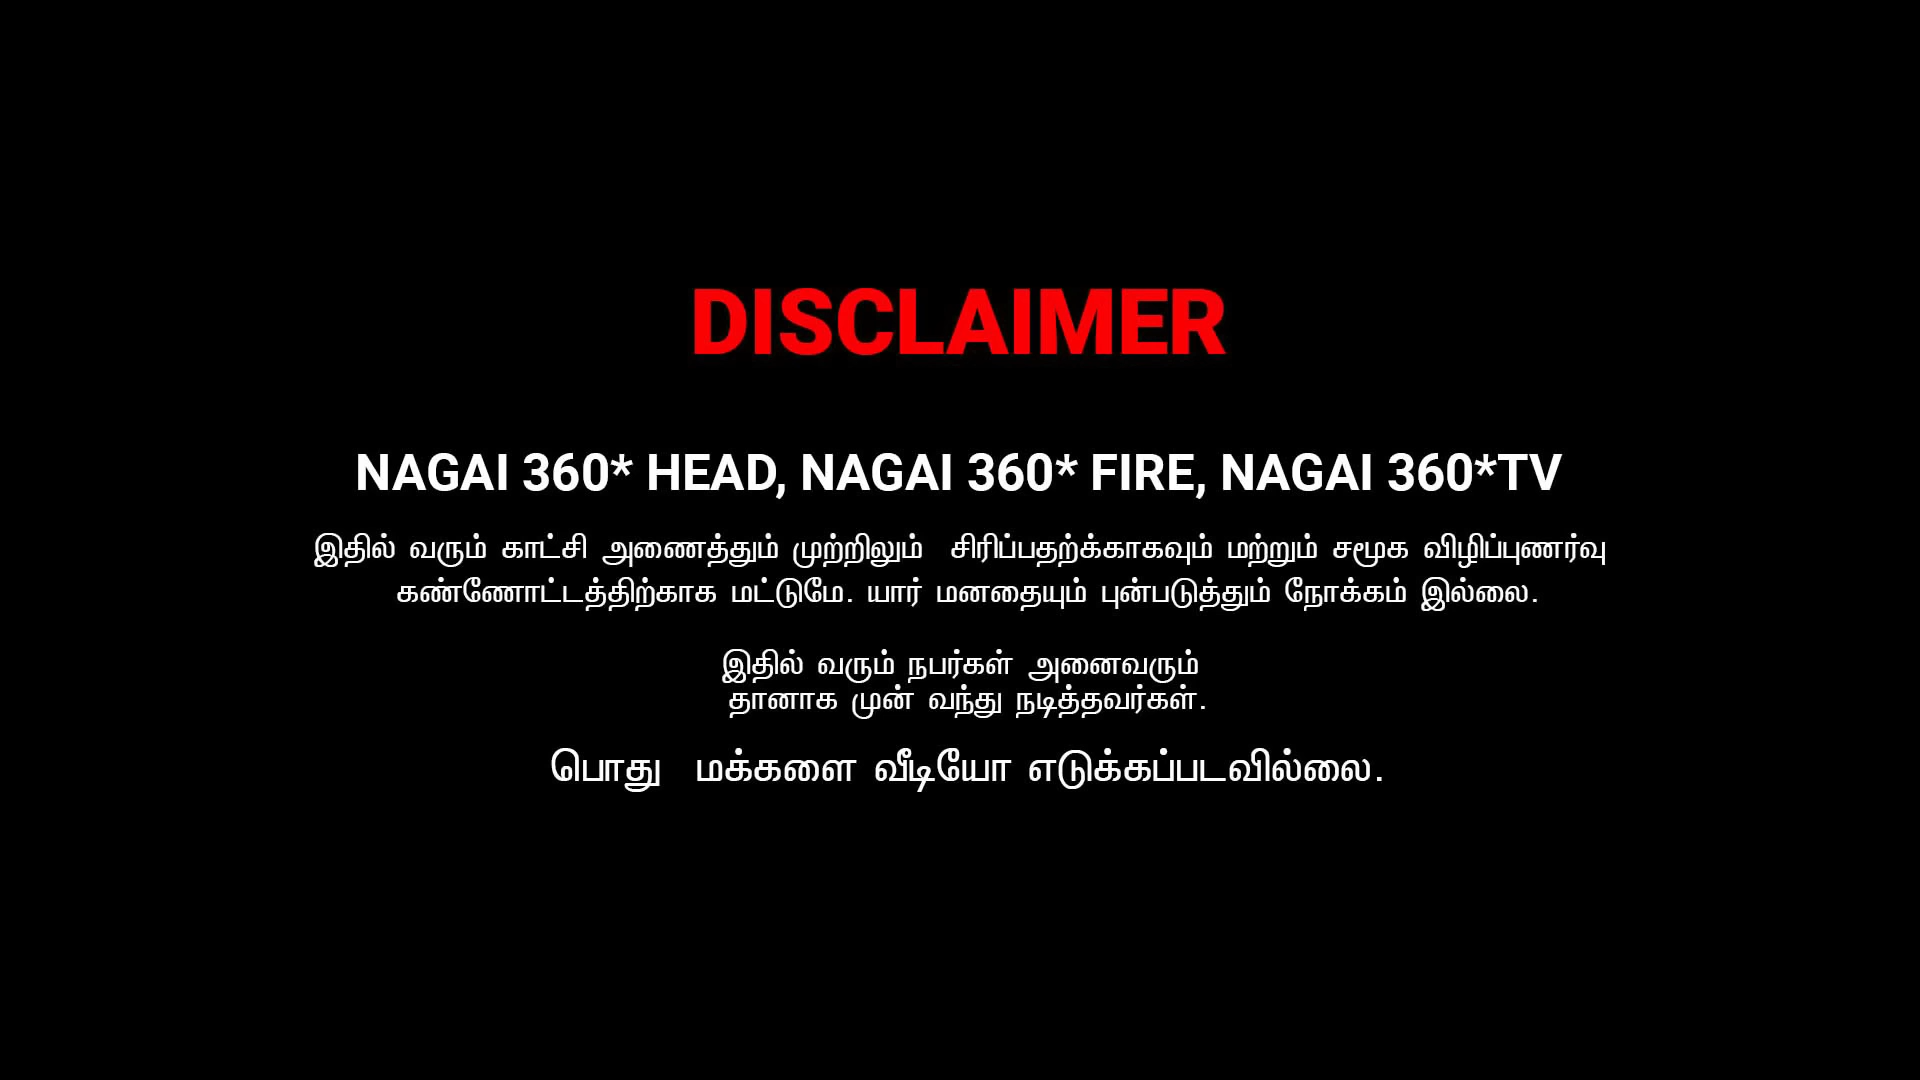 DISCLAIMER
NAGAI 360* HEAD, NAGAI 360* FIRE, NAGAI 360*TV
இதில் வரும் காட்சி அணைத்தும் முற்றிலும் சிரிப்பதற்க்காகவும் மற்றும் சமூக விழிப்புணர்வு
கண்ணோட்டத்திற்காக மட்டுமே. யார் மனதையும் புன்படுத்தும் நோக்கம் இல்லை.
இதில் வரும் நபர்கள் அனைவரும்
தானாக முன் வந்து நடித்தவர்கள்.
பொது மக்களை வீடியோ எடுக்கப்படவில்லை.